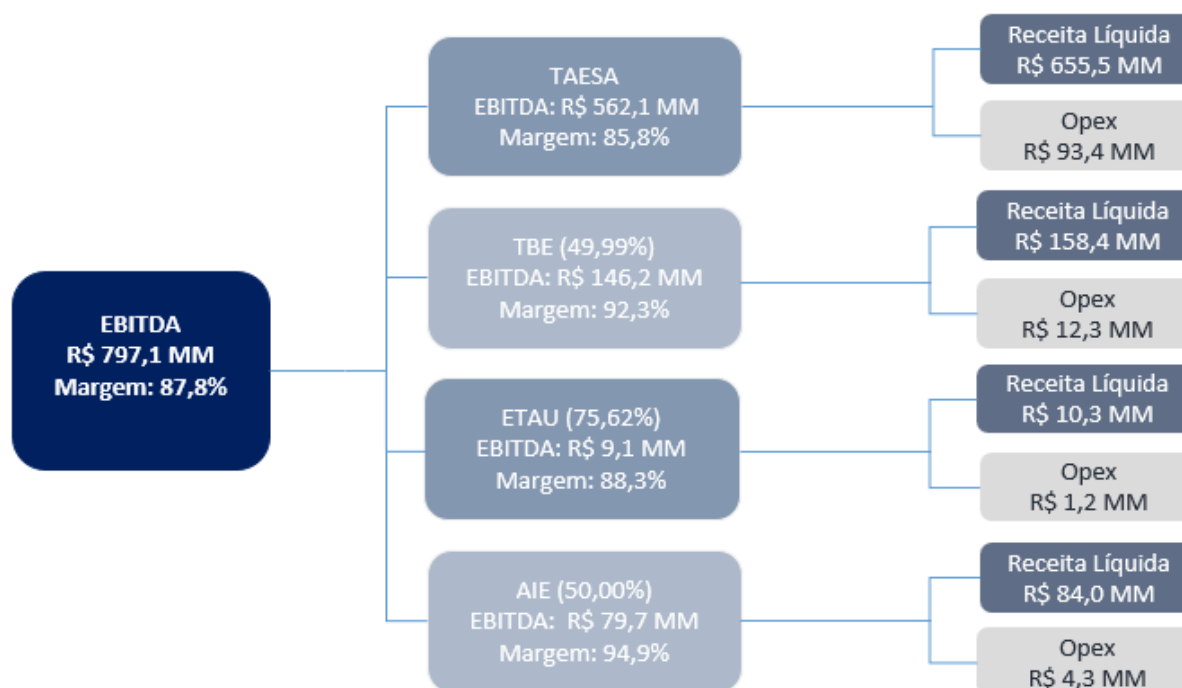 EBITDA
R$ 797,1 MM
Margem: 87,8%
TAESA
EBITDA: R$ 562,1 MM
Margem: 85,8%
Receita Líquida
R$ 655,5 MM
Opex
R$ 93,4 MM
TBE (49,99%)
EBITDA: R$ 146,2 MM
Margem: 92,3%
Receita Líquida
R$ 158,4 MM
Opex
R$ 12,3 MM
ETAU (75,62%)
EBITDA: R$ 9,1 MM
Margem: 88,3%
Receita Líquida
R$ 10,3 MM
Opex
R$ 1,2 MM
AIE (50,00%)
EBITDA:  R$ 79,7 MM
Margem: 94,9%
Receita Líquida
R$ 84,0 MM
Opex
R$ 4,3 MM